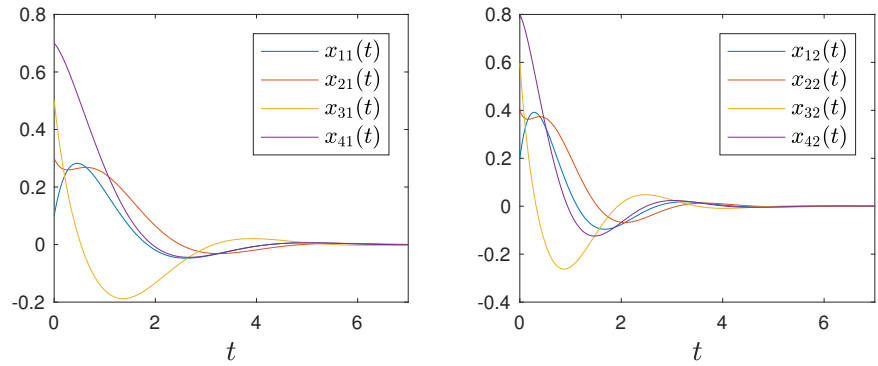 0.8
0.6
0.4
0.2
0
-0.2
0 2 4 6
t
x₁₁(t)
x₂₁(t)
x₃₁(t)
x₄₁(t)
0.8
0.6
0.4
0.2
0
-0.2
-0.4
0 2 4 6
t
x₁₂(t)
x₂₂(t)
x₃₂(t)
x₄₂(t)